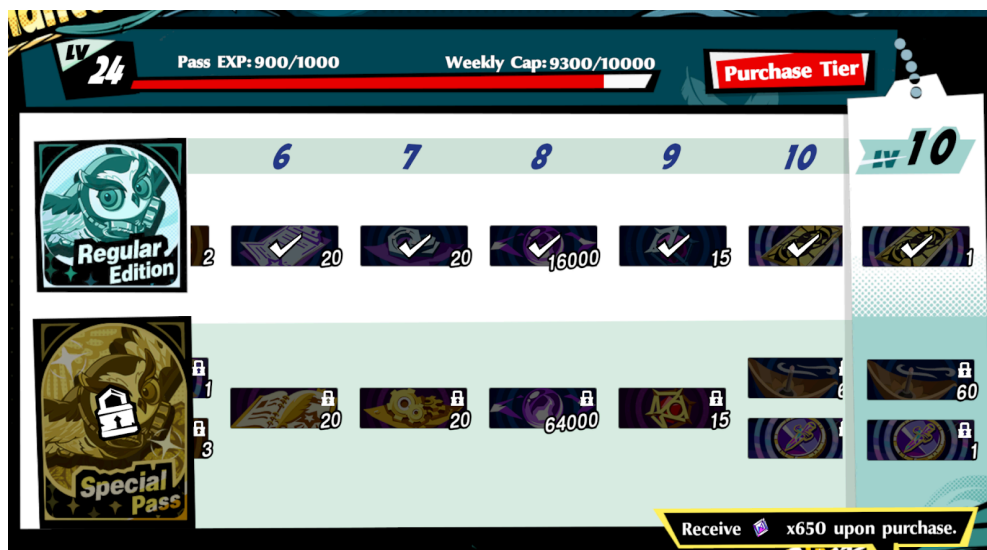 LV 24
Pass EXP: 900/1000
Weekly Cap: 9300/10000
Purchase Tier
6 7 8 9 10
LV 10
Regular Edition
2 20 20 16000 15 1
Special Pass
1
3
20 20 64000 15
6 60
1
Receive x650 upon purchase.